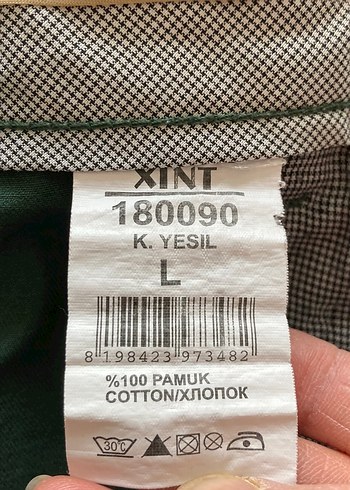 XINT
180090
K. YESIL
L
8 198423 973482
%100 PAMUK
COTTON/ХЛОПОК
30°C